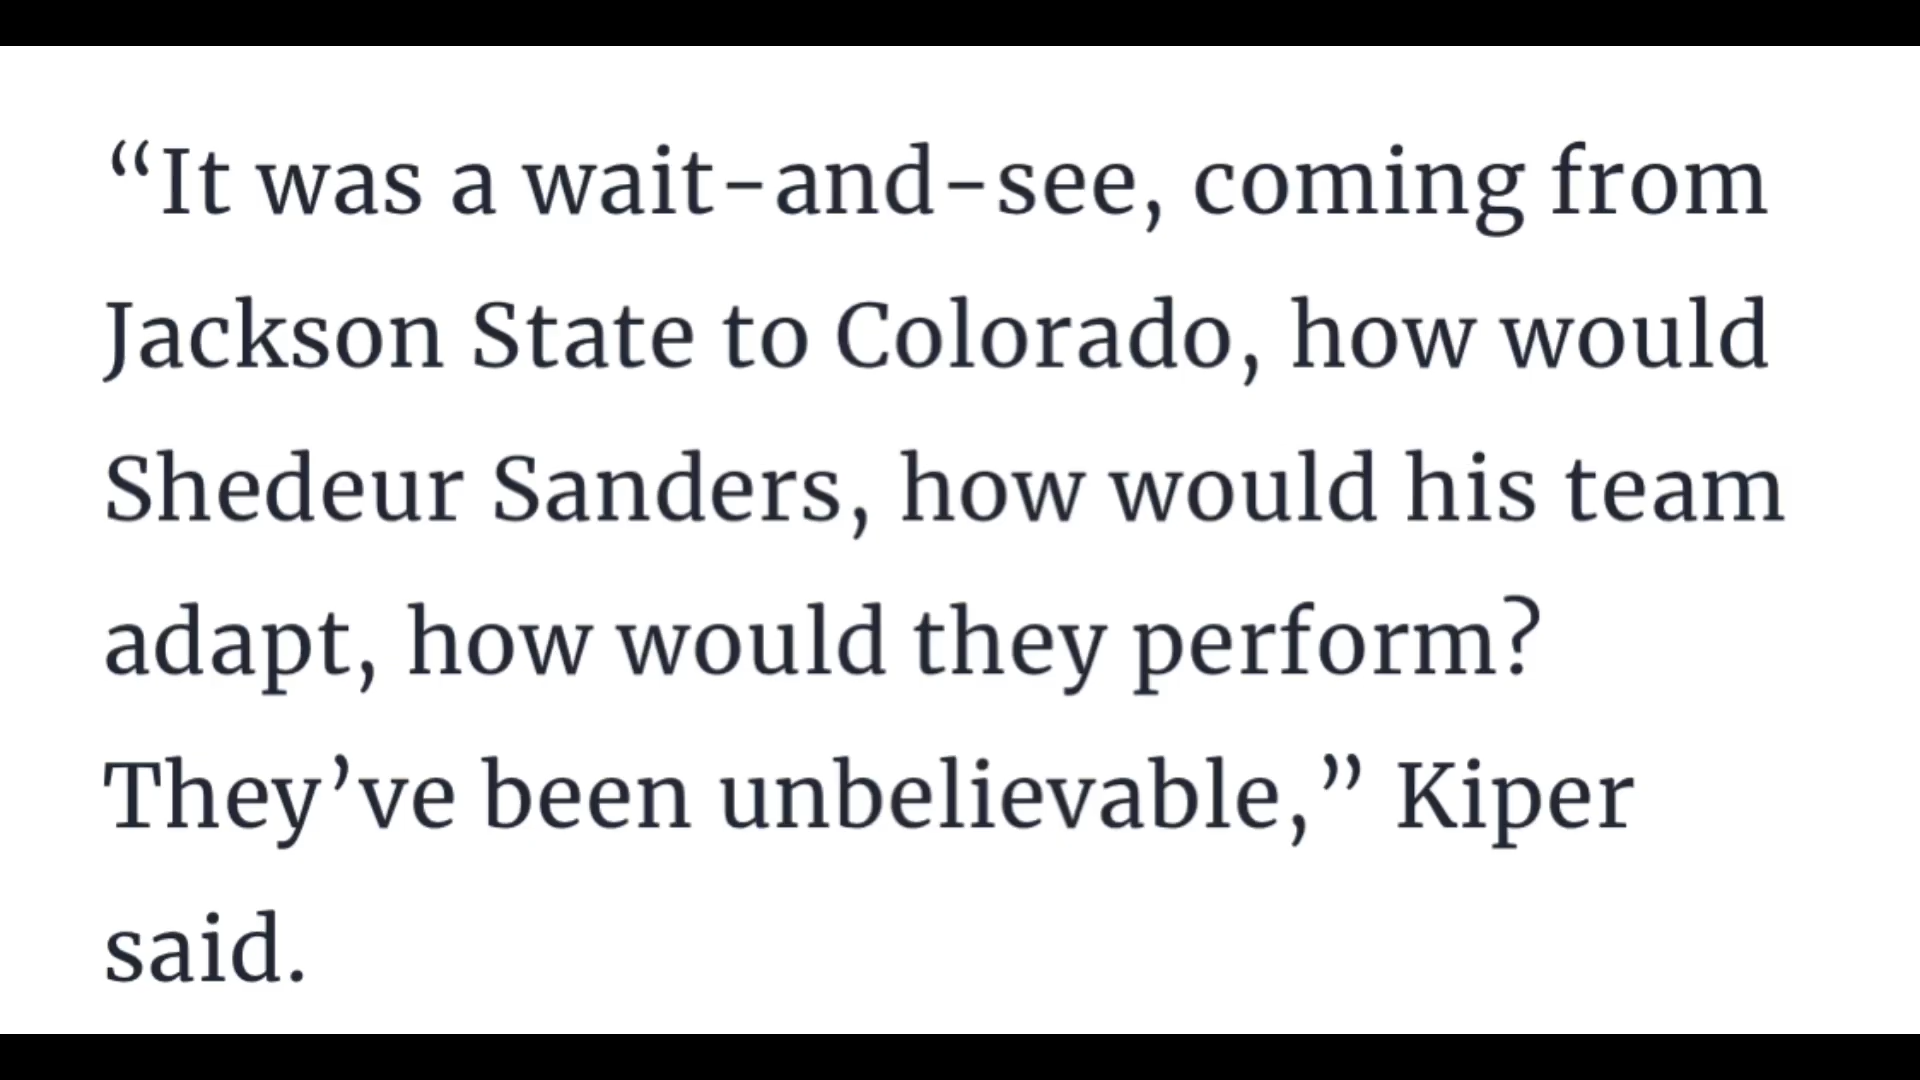 “It was a wait-and-see, coming from
Jackson State to Colorado, how would
Shedeur Sanders, how would his team
adapt, how would they perform?
They’ve been unbelievable,” Kiper
said.